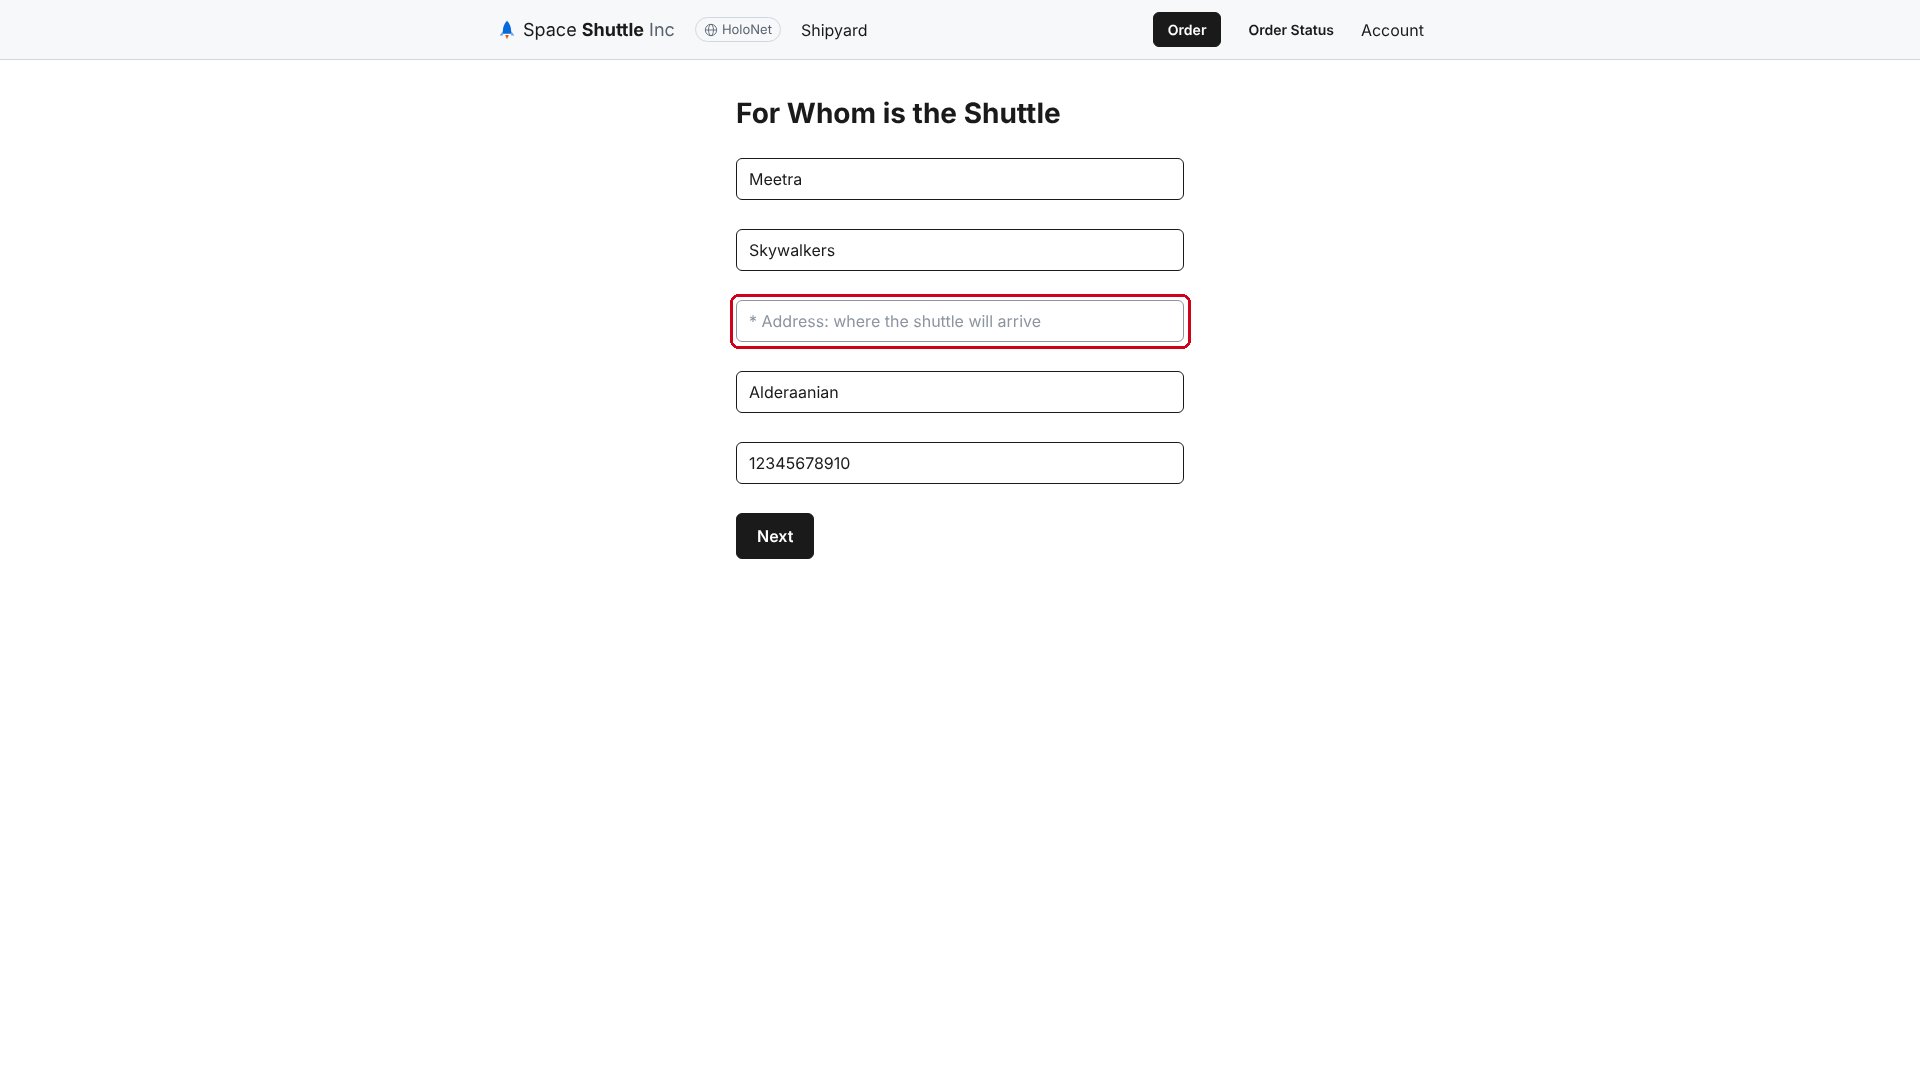 Space Shuttle Inc HoloNet Shipyard Order Order Status Account
For Whom is the Shuttle
Meetra
Skywalkers
* Address: where the shuttle will arrive
Alderaanian
12345678910
Next